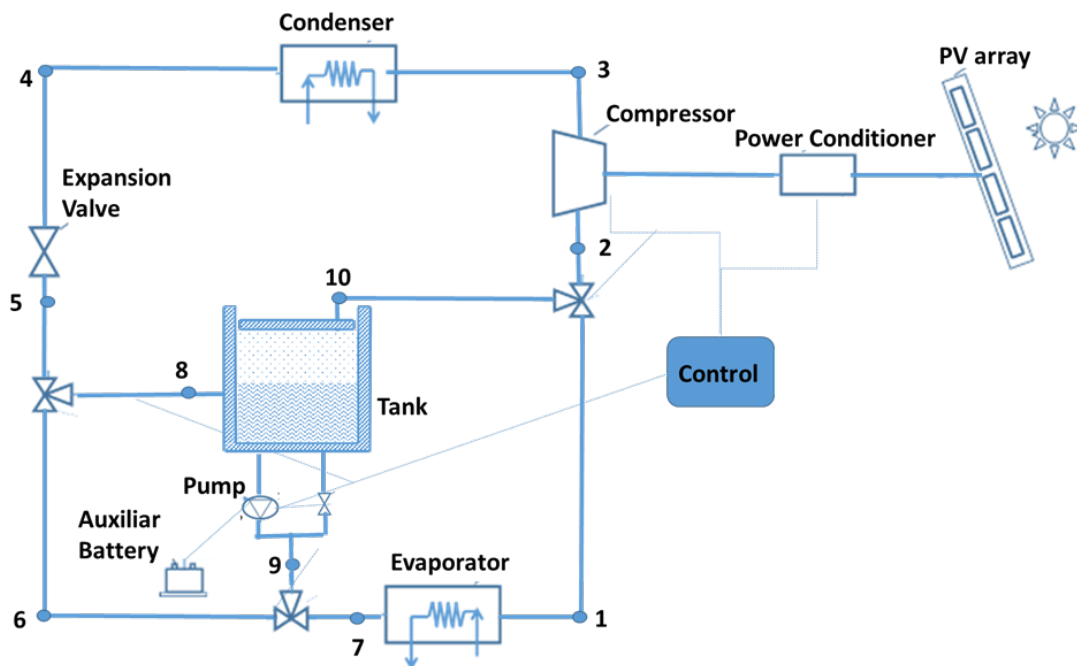 Condenser
4
3
PV array
Compressor
Power Conditioner
Expansion
Valve
2
10
5
8
Control
Tank
Pump
Auxiliar
Battery
9
Evaporator
6
7
1